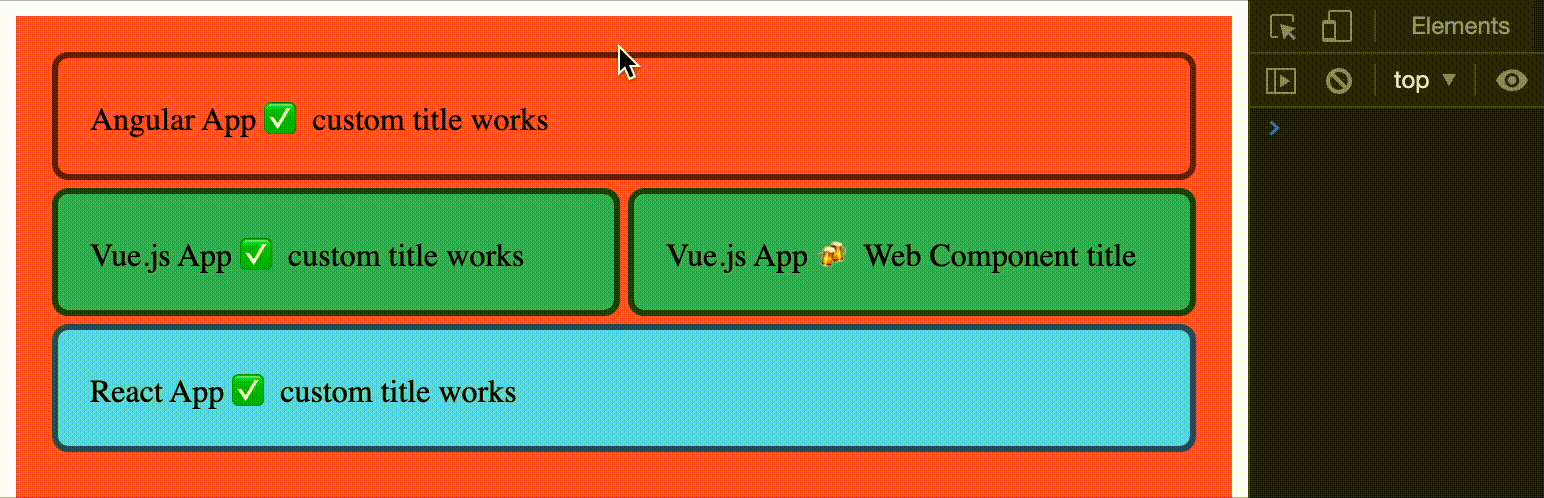 Elements
top
Angular App ✅ custom title works
Vue.js App ✅ custom title works
Vue.js App 🍻 Web Component title
React App ✅ custom title works